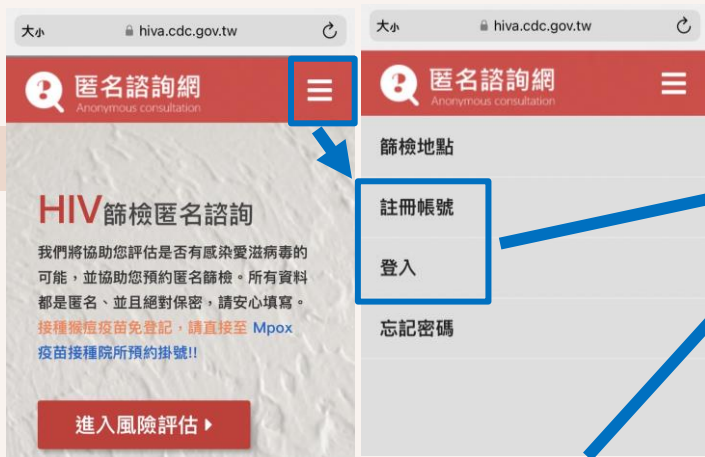 大小 hiva.cdc.gov.tw
匿名諮詢網
Anonymous consultation
HIV篩檢匿名諮詢
我們將協助您評估是否有感染愛滋病毒的
可能,並協助您預約匿名篩檢。所有資料
都是匿名、並且絕對保密,請安心填寫。
接種猴痘疫苗免登記,請直接至 Mpox
疫苗接種院所預約掛號!!
進入風險評估
大小 hiva.cdc.gov.tw
匿名諮詢網
Anonymous consultation
篩檢地點
註冊帳號
登入
忘記密碼